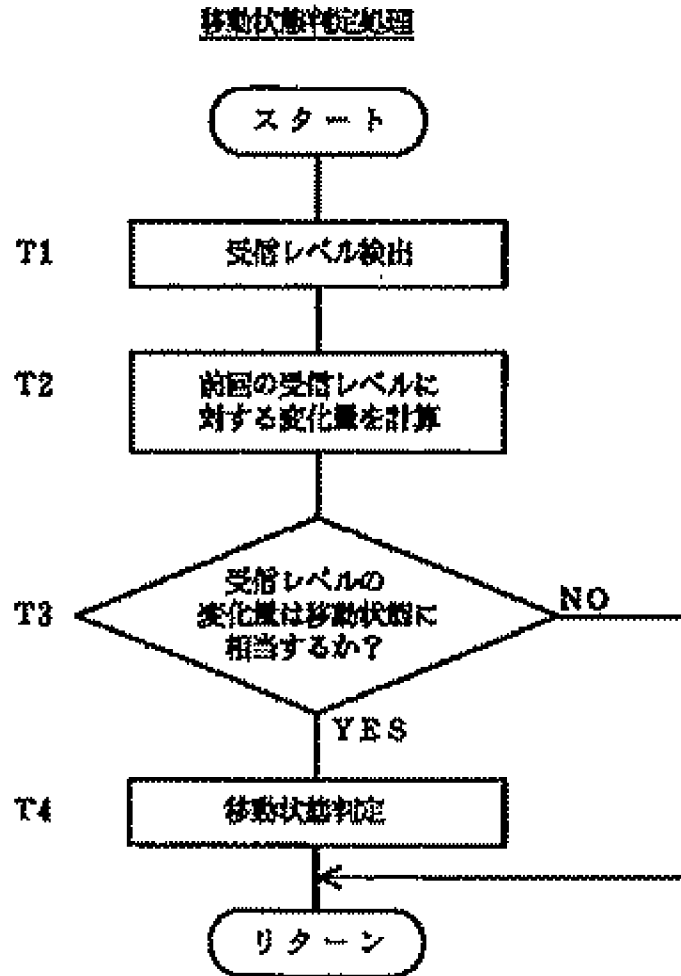 移動状態判定処理
スタート
T1
受信レベル検出
T2
前回の受信レベルに
対する変化量を計算
T3
受信レベルの
変化量は移動状態に
相当するか?
NO
YES
T4
移動状態判定
リターン